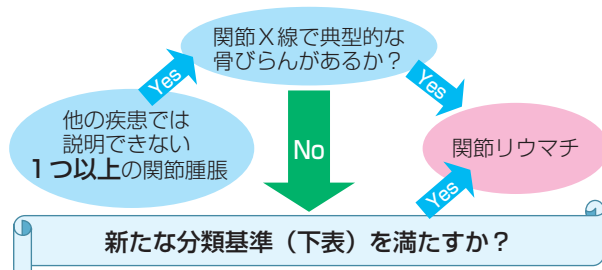 関節X線で典型的な
骨びらんがあるか？
Yes
Yes
他の疾患では
説明できない
1つ以上の関節腫脹
No
関節リウマチ
Yes
新たな分類基準（下表）を満たすか？